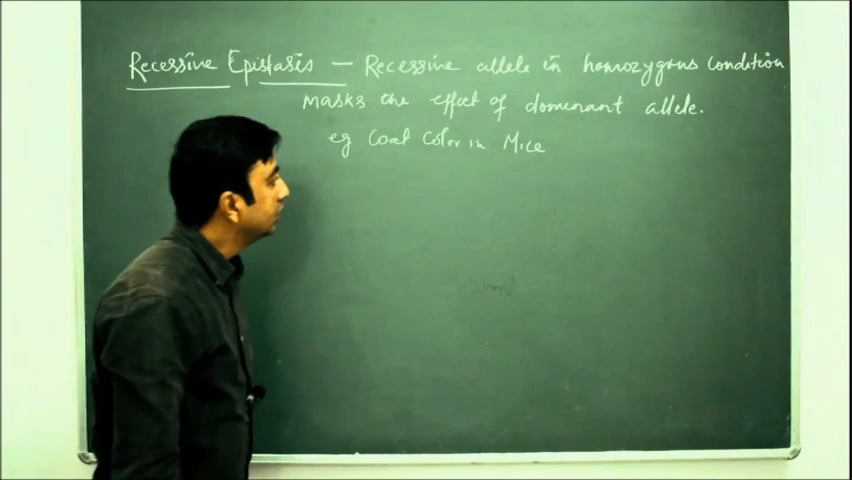 Recessive Epistasis — Recessive allele in homozygous condition
masks the effect of dominant allele.
eg Coat Color in Mice